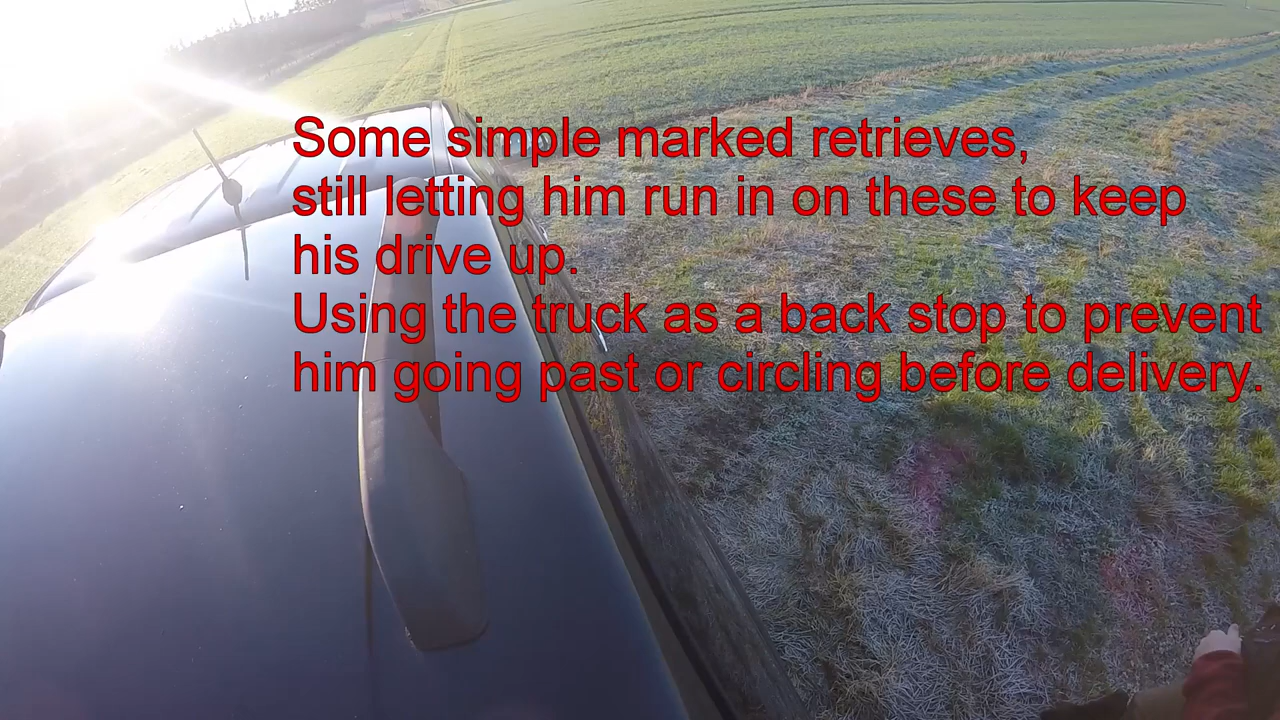 Some simple marked retrieves,
still letting him run in on these to keep
his drive up.
Using the truck as a back stop to prevent
him going past or circling before delivery.